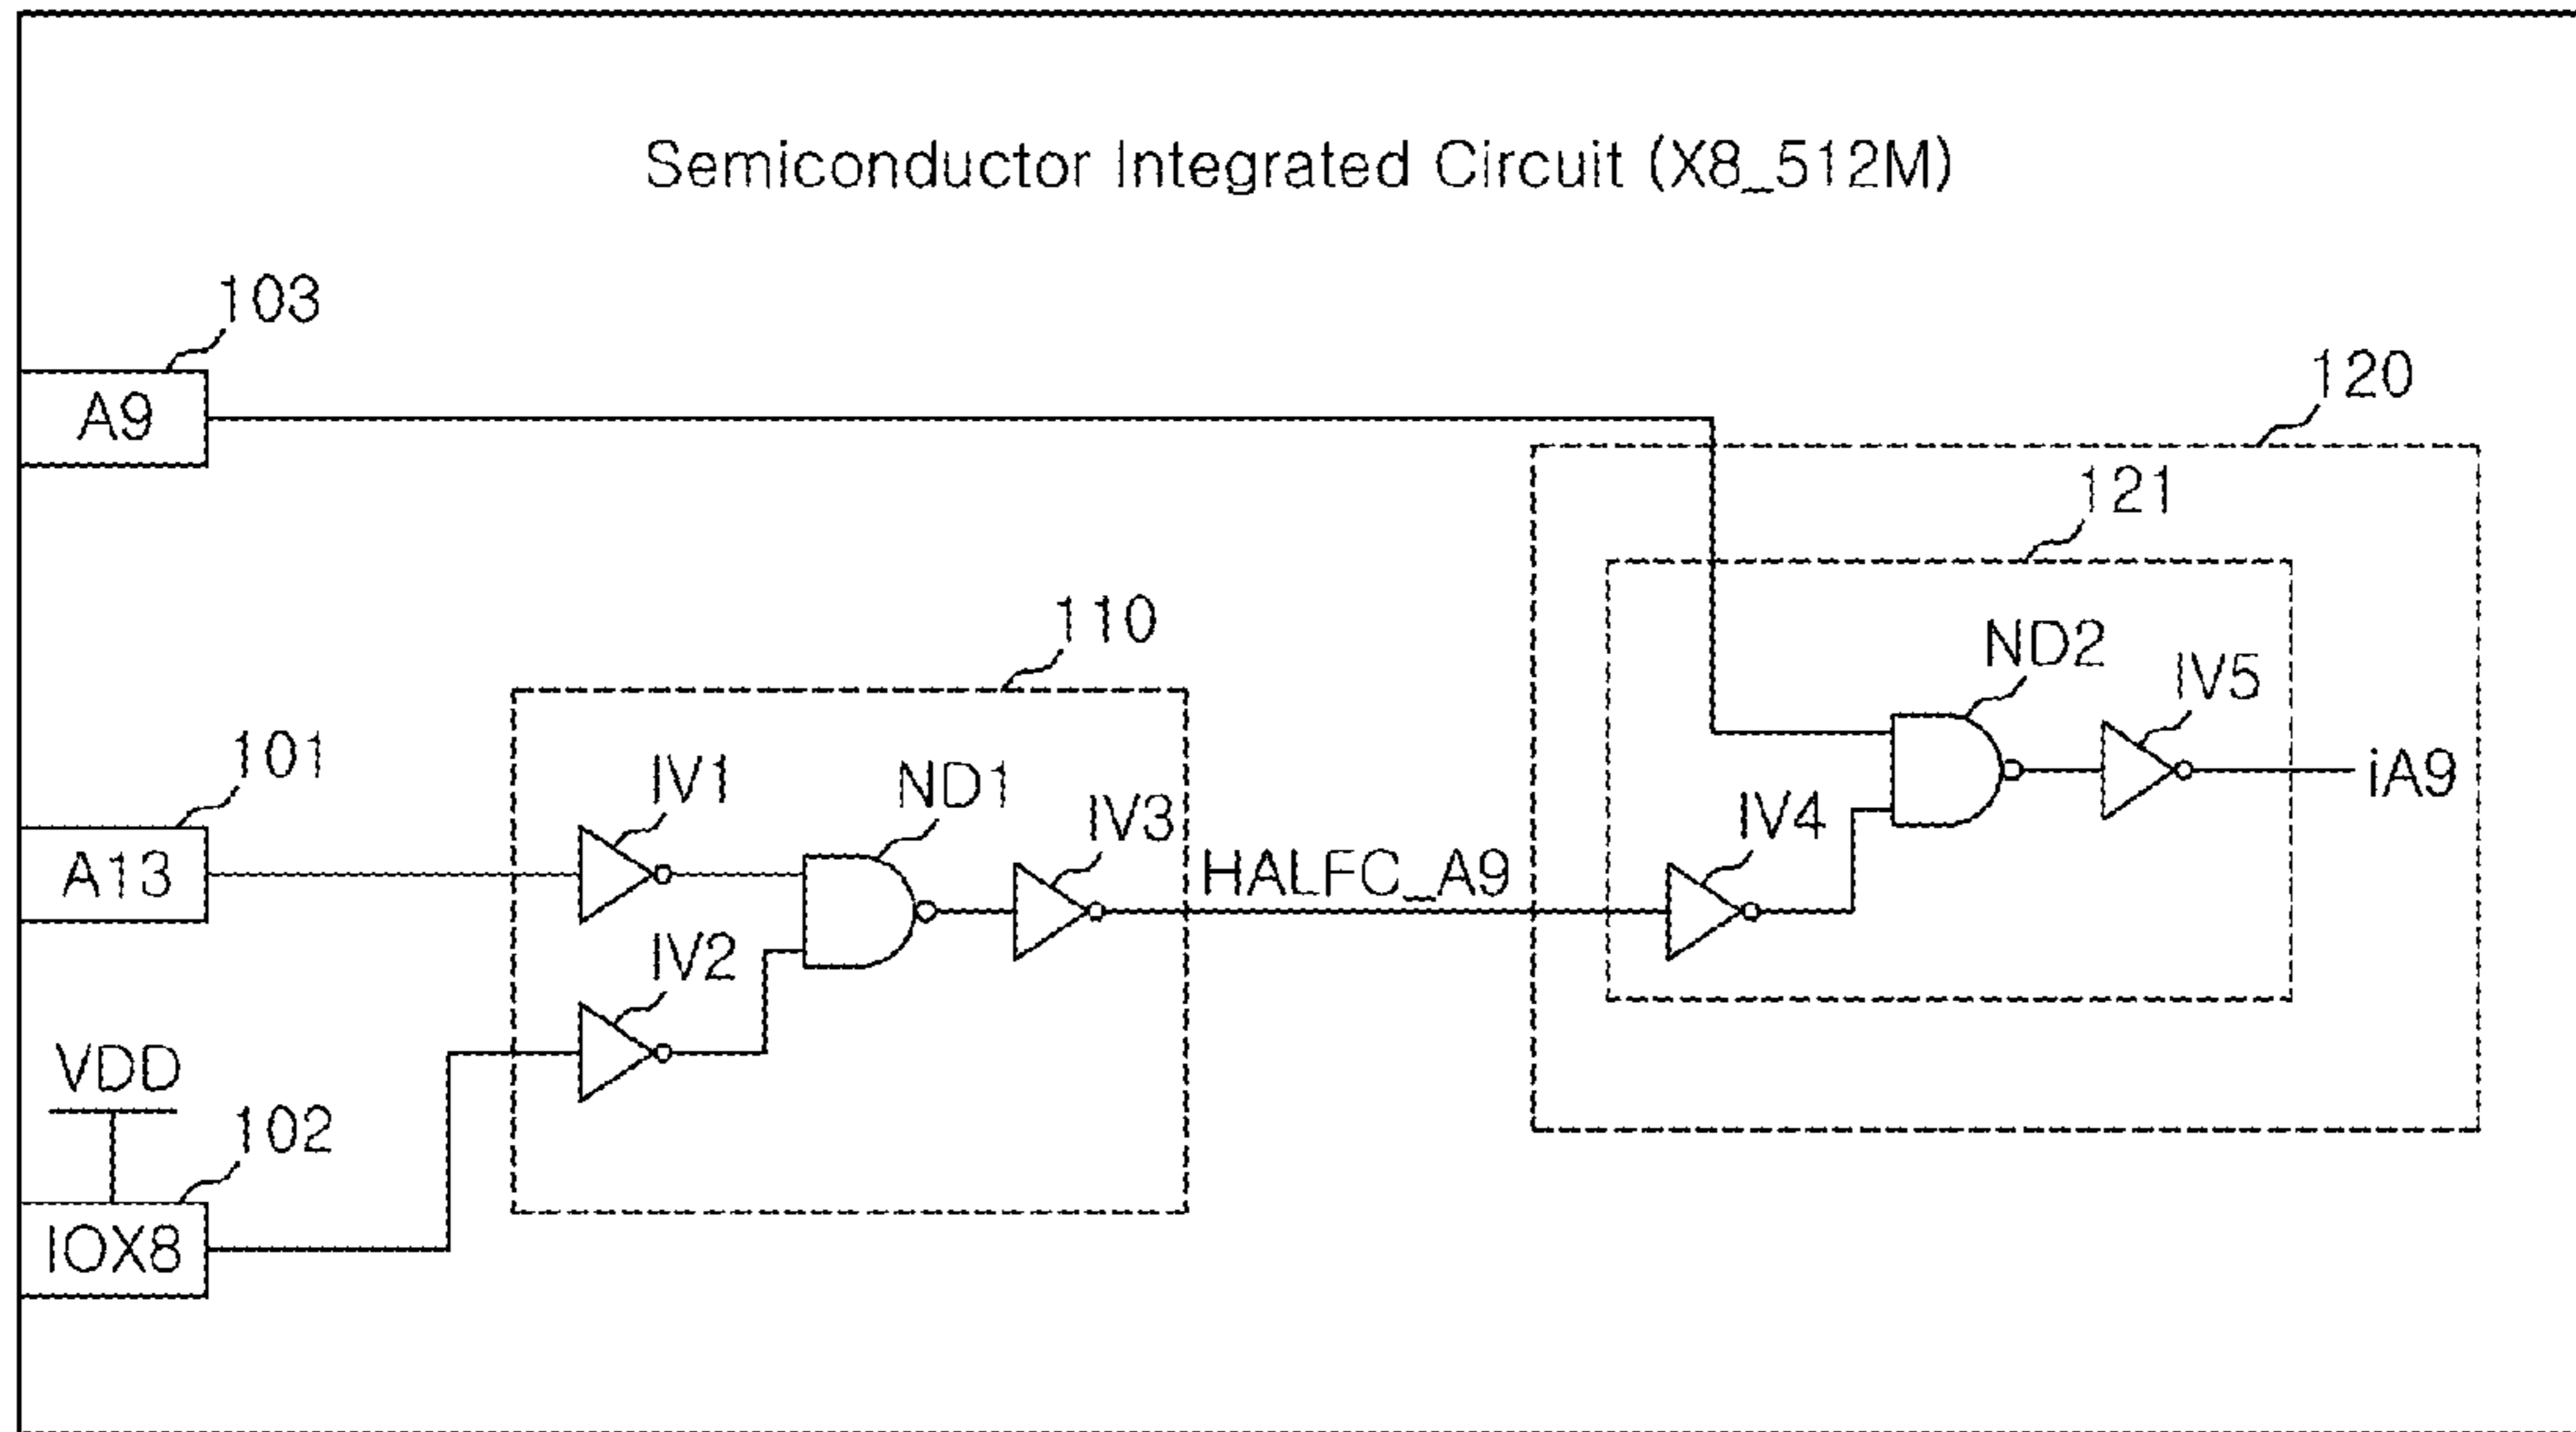 Semiconductor Integrated Circuit (X8_512M)
103
A9
120
121
110
ND2
IV5
101
IV1
ND1
IV3
iA9
A13
HALFC_A9
IV4
IV2
VDD
102
IOX8